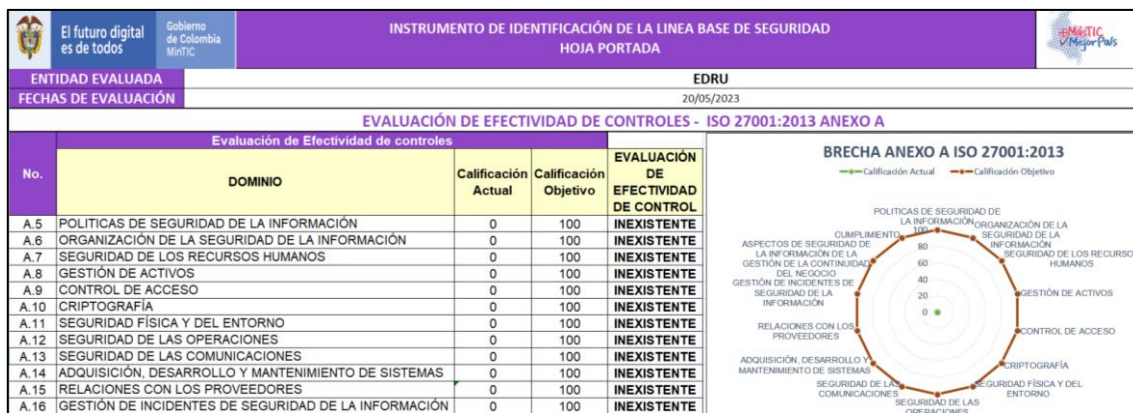 El futuro digital
es de todos
Gobierno
de Colombia
MinTIC
INSTRUMENTO DE IDENTIFICACIÓN DE LA LINEA BASE DE SEGURIDAD
HOJA PORTADA
#MásTIC
MejorPaís
ENTIDAD EVALUADA EDRU
FECHAS DE EVALUACIÓN 20/05/2023
EVALUACIÓN DE EFECTIVIDAD DE CONTROLES - ISO 27001:2013 ANEXO A
Evaluación de Efectividad de controles
No. DOMINIO Calificación Actual Calificación Objetivo EVALUACIÓN DE EFECTIVIDAD DE CONTROL
A.5 POLITICAS DE SEGURIDAD DE LA INFORMACIÓN 0 100 INEXISTENTE
A.6 ORGANIZACIÓN DE LA SEGURIDAD DE LA INFORMACIÓN 0 100 INEXISTENTE
A.7 SEGURIDAD DE LOS RECURSOS HUMANOS 0 100 INEXISTENTE
A.8 GESTIÓN DE ACTIVOS 0 100 INEXISTENTE
A.9 CONTROL DE ACCESO 0 100 INEXISTENTE
A.10 CRIPTOGRAFÍA 0 100 INEXISTENTE
A.11 SEGURIDAD FÍSICA Y DEL ENTORNO 0 100 INEXISTENTE
A.12 SEGURIDAD DE LAS OPERACIONES 0 100 INEXISTENTE
A.13 SEGURIDAD DE LAS COMUNICACIONES 0 100 INEXISTENTE
A.14 ADQUISICIÓN, DESARROLLO Y MANTENIMIENTO DE SISTEMAS 0 100 INEXISTENTE
A.15 RELACIONES CON LOS PROVEEDORES 0 100 INEXISTENTE
A.16 GESTIÓN DE INCIDENTES DE SEGURIDAD DE LA INFORMACIÓN 0 100 INEXISTENTE
BRECHA ANEXO A ISO 27001:2013
Calificación Actual Calificación Objetivo
POLITICAS DE SEGURIDAD DE
LA INFORMACIÓN
ORGANIZACIÓN DE LA
SEGURIDAD DE LA
INFORMACIÓN
SEGURIDAD DE LOS RECURSO
HUMANOS
GESTIÓN DE ACTIVOS
CONTROL DE ACCESO
CRIPTOGRAFÍA
SEGURIDAD FÍSICA Y DEL
ENTORNO
SEGURIDAD DE LAS
OPERACIONES
SEGURIDAD DE LAS
COMUNICACIONES
ADQUISICIÓN, DESARROLLO Y
MANTENIMIENTO DE SISTEMAS
RELACIONES CON LOS
PROVEEDORES
GESTIÓN DE INCIDENTES DE
SEGURIDAD DE LA
INFORMACIÓN
ASPECTOS DE SEGURIDAD DE
LA INFORMACIÓN DE LA
GESTIÓN DE LA CONTINUIDAD
DEL NEGOCIO
CUMPLIMIENTO
100
80
60
40
20
0